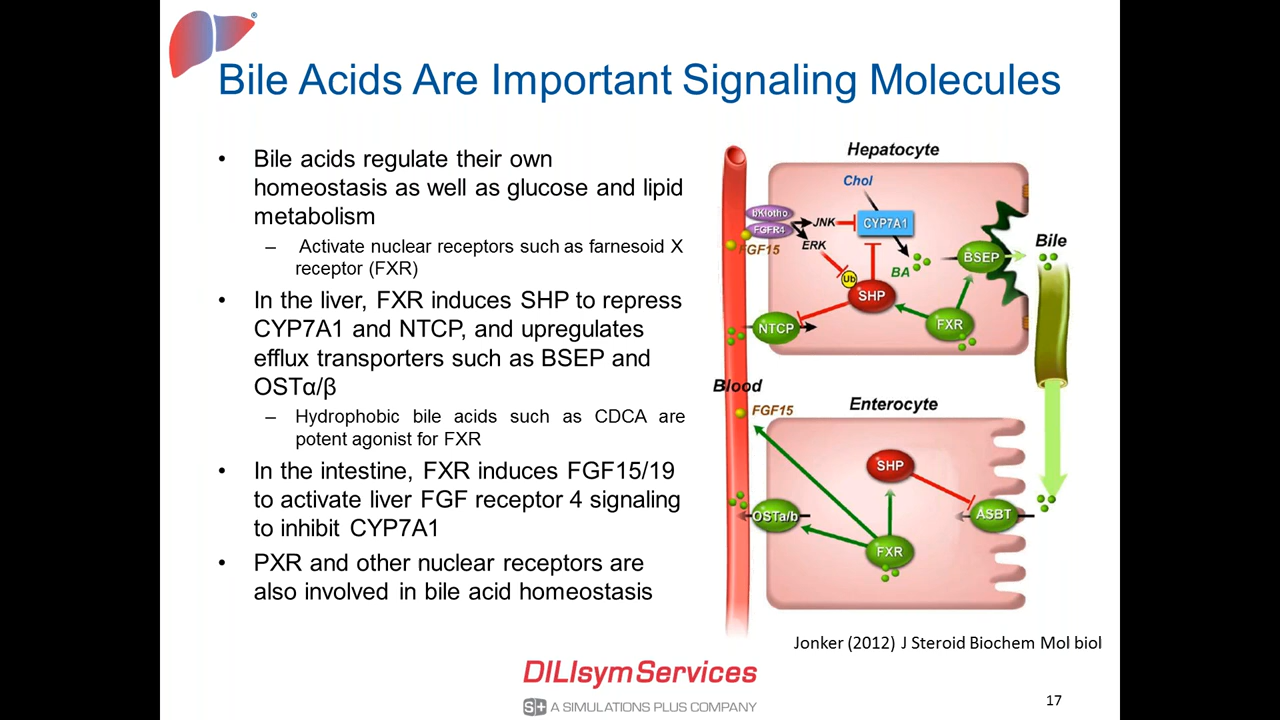 ®
Bile Acids Are Important Signaling Molecules
• Bile acids regulate their own
homeostasis as well as glucose and lipid
metabolism
– Activate nuclear receptors such as farnesoid X
receptor (FXR)
• In the liver, FXR induces SHP to repress
CYP7A1 and NTCP, and upregulates
efflux transporters such as BSEP and
OSTα/β
– Hydrophobic bile acids such as CDCA are
potent agonist for FXR
• In the intestine, FXR induces FGF15/19
to activate liver FGF receptor 4 signaling
to inhibit CYP7A1
• PXR and other nuclear receptors are
also involved in bile acid homeostasis
Hepatocyte
Chol
bKlotho
FGFR4
FGF15
JNK
ERK
CYP7A1
BA
BSEP
Bile
Ub
SHP
NTCP
FXR
Blood
Enterocyte
FGF15
SHP
OSTa/b
ASBT
FXR
Jonker (2012) J Steroid Biochem Mol biol
DILIsym Services
S+ A SIMULATIONS PLUS COMPANY
17